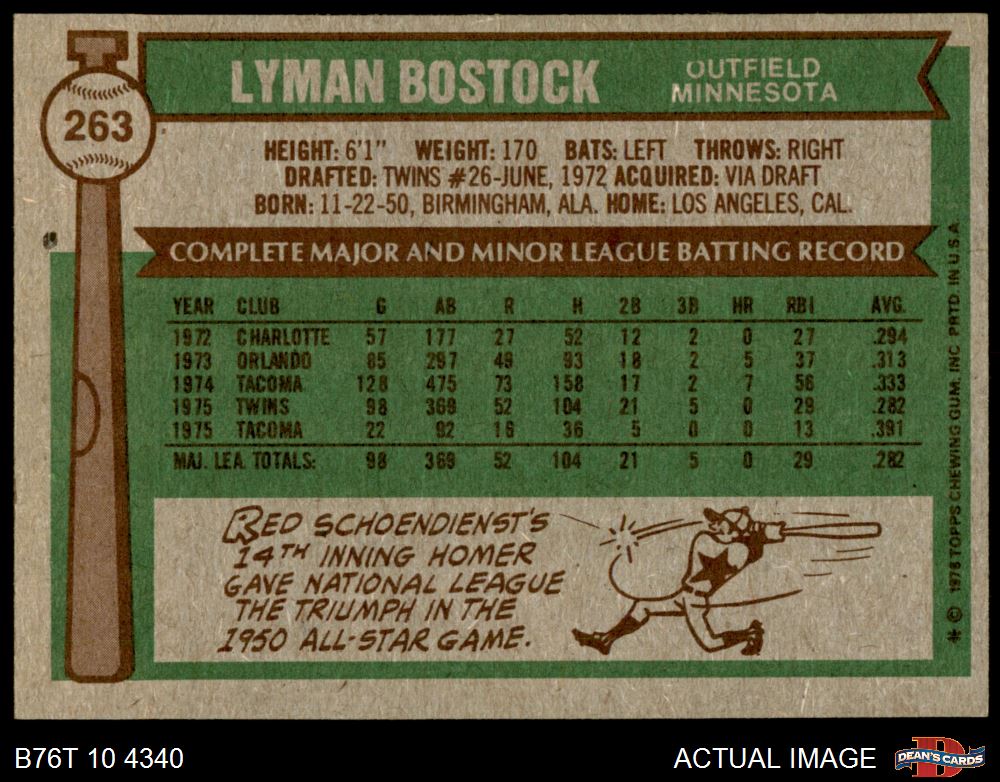 263
LYMAN BOSTOCK
OUTFIELD
MINNESOTA
HEIGHT: 6'1" WEIGHT: 170 BATS: LEFT THROWS: RIGHT
DRAFTED: TWINS #26-JUNE, 1972 ACQUIRED: VIA DRAFT
BORN: 11-22-50, BIRMINGHAM, ALA. HOME: LOS ANGELES, CAL.
COMPLETE MAJOR AND MINOR LEAGUE BATTING RECORD
YEAR CLUB G AB R H 2B 3B HR RBI AVG.
1972 CHARLOTTE 57 177 27 52 12 2 0 27 .294
1973 ORLANDO 85 297 49 93 18 2 5 37 .313
1974 TACOMA 128 475 73 158 17 2 7 56 .333
1975 TWINS 98 369 52 104 21 5 0 29 .282
1975 TACOMA 22 92 16 36 5 0 0 13 .391
MAJ. LEA. TOTALS: 98 369 52 104 21 5 0 29 .282
RED SCHOENDIENST'S
14TH INNING HOMER
GAVE NATIONAL LEAGUE
THE TRIUMPH IN THE
1950 ALL-STAR GAME.
* © 1976 TOPPS CHEWING GUM, INC. PRTD. IN U.S.A.
B76T 10 4340
ACTUAL IMAGE
D
DEAN'S CARDS